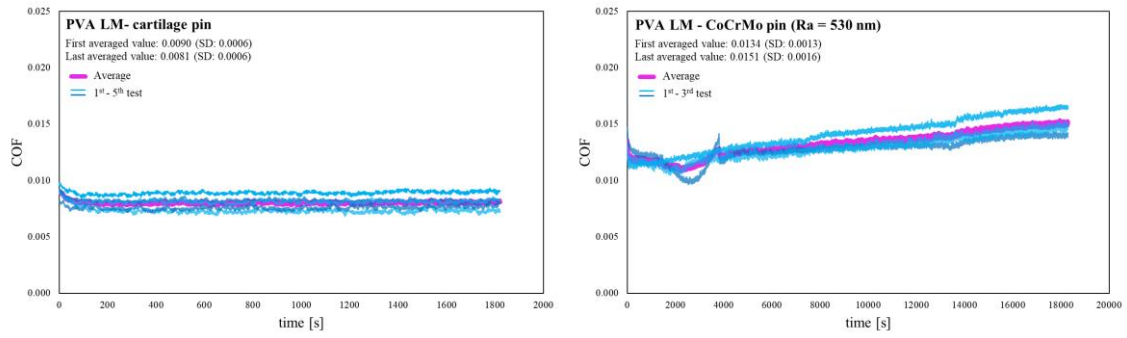 PVA LM- cartilage pin
First averaged value: 0.0090 (SD: 0.0006)
Last averaged value: 0.0081 (SD: 0.0006)
Average
1st - 5th test
0.025
0.020
0.015
0.010
0.005
0.000
COF
0 200 400 600 800 1000 1200 1400 1600 1800 2000
time [s]
PVA LM - CoCrMo pin (Ra = 530 nm)
First averaged value: 0.0134 (SD: 0.0013)
Last averaged value: 0.0151 (SD: 0.0016)
Average
1st - 3rd test
0.025
0.020
0.015
0.010
0.005
0.000
COF
0 2000 4000 6000 8000 10000 12000 14000 16000 18000 20000
time [s]